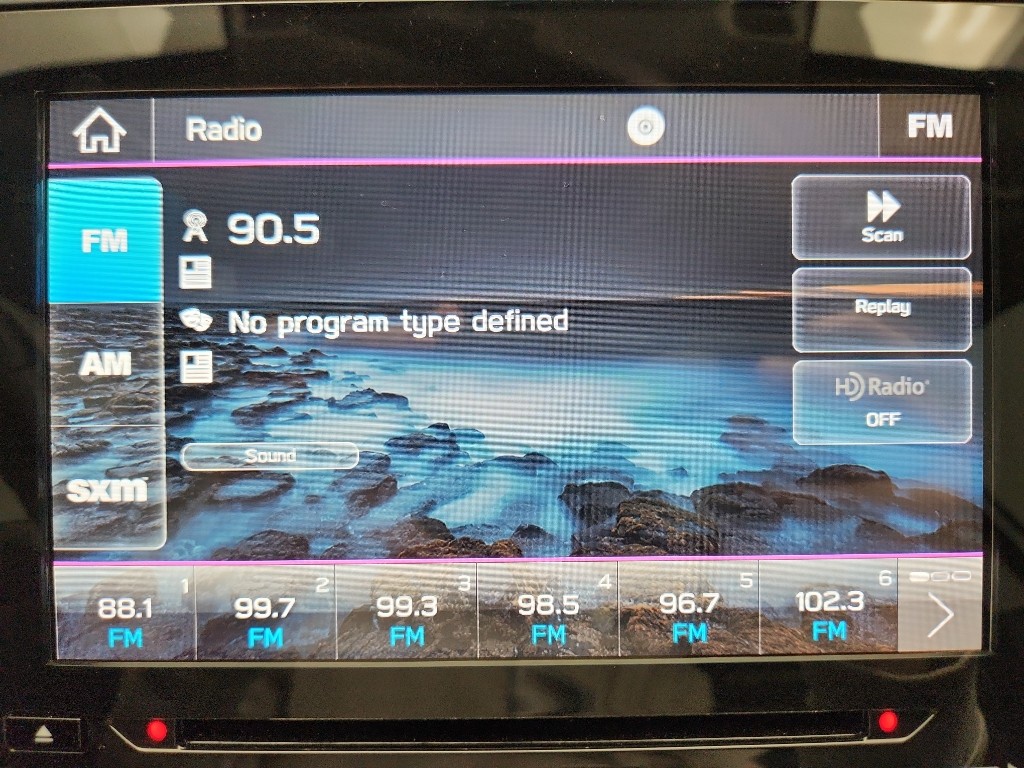 Radio
FM
FM
90.5
Scan
No program type defined
Replay
AM
HD Radio®
OFF
Sound
sxm
1
2
3
4
5
6
88.1
99.7
99.3
98.5
96.7
102.3
FM
FM
FM
FM
FM
FM